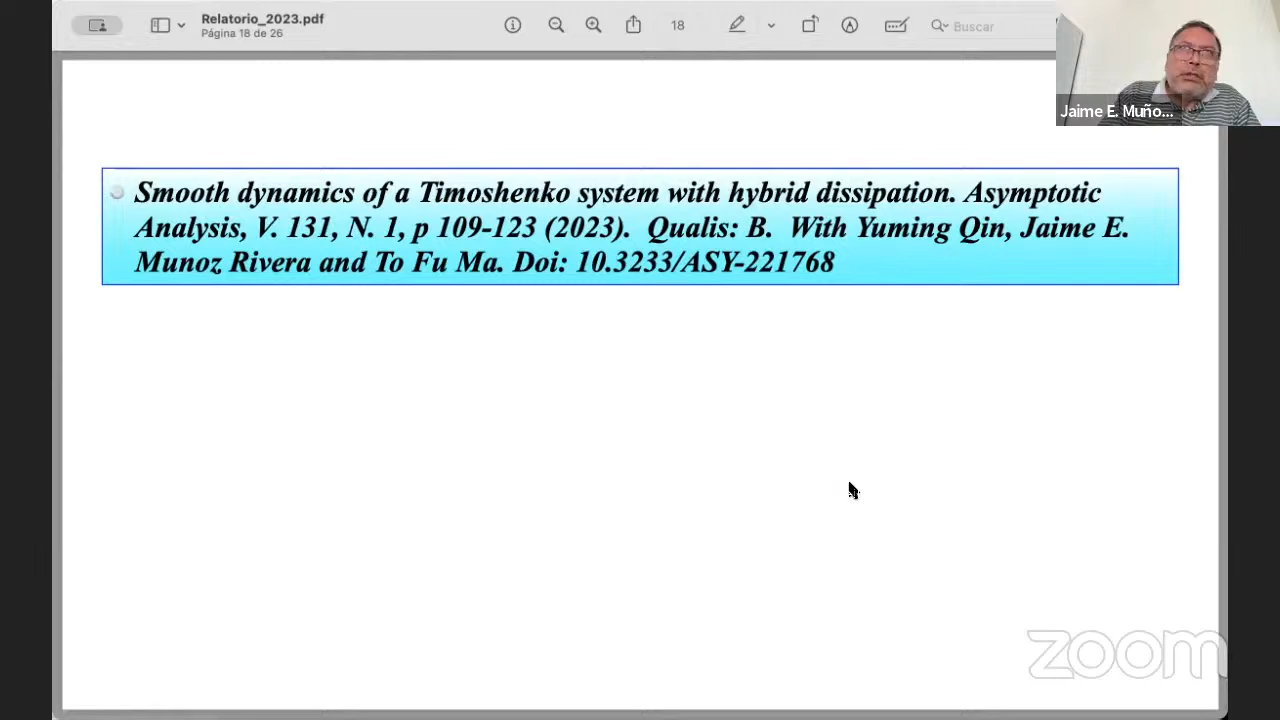 Relatorio_2023.pdf
Página 18 de 26
18
Buscar
Jaime E. Muño...
Smooth dynamics of a Timoshenko system with hybrid dissipation. Asymptotic
Analysis, V. 131, N. 1, p 109-123 (2023). Qualis: B. With Yuming Qin, Jaime E.
Munoz Rivera and To Fu Ma. Doi: 10.3233/ASY-221768
zoom